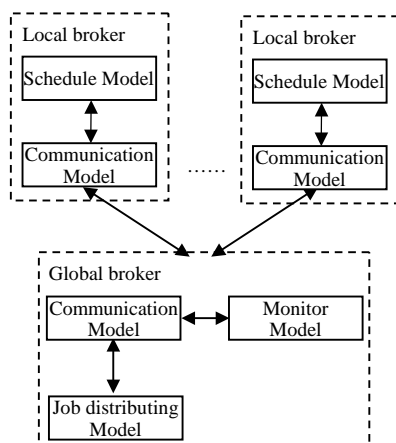 Local broker
Schedule Model
Communication
Model
......
Local broker
Schedule Model
Communication
Model
Global broker
Communication
Model
Monitor
Model
Job distributing
Model